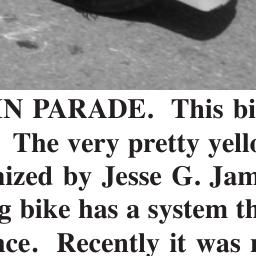 IN PARADE. This bi
The very pretty yello
nized by Jesse G. Jam
g bike has a system th
nce. Recently it was